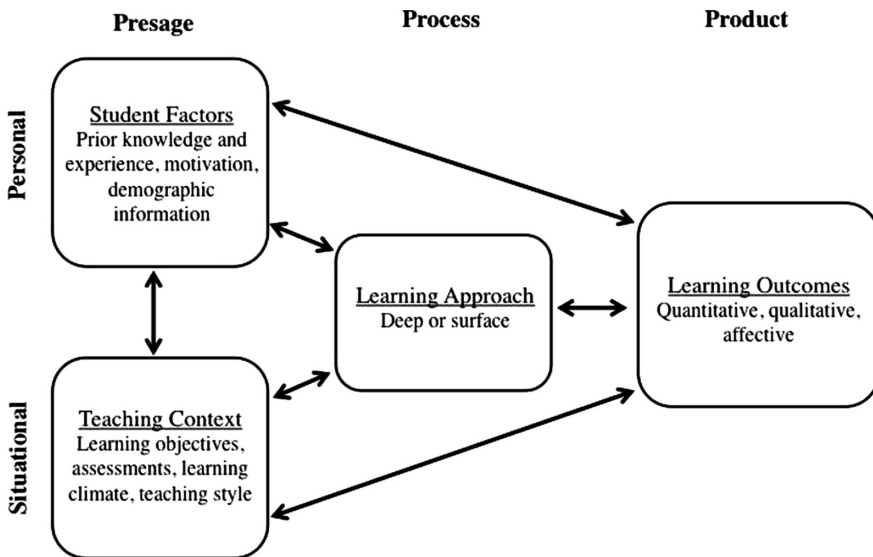 Presage
Process
Product
Personal
Student Factors
Prior knowledge and
experience, motivation,
demographic
information
Learning Approach
Deep or surface
Learning Outcomes
Quantitative, qualitative,
affective
Situational
Teaching Context
Learning objectives,
assessments, learning
climate, teaching style